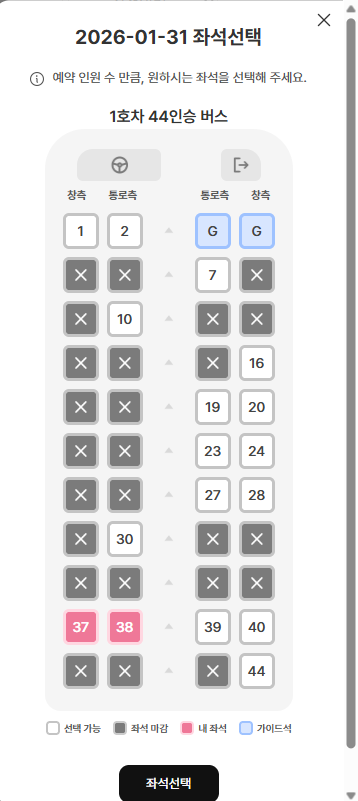 2026-01-31 좌석선택
예약 인원 수 만큼, 원하시는 좌석을 선택해 주세요.
1호차 44인승 버스
창측 통로측 통로측 창측
1 2 G G
7
10
16
19 20
23 24
27 28
30
37 38 39 40
44
선택 가능 좌석 마감 내 좌석 가이드석
좌석선택